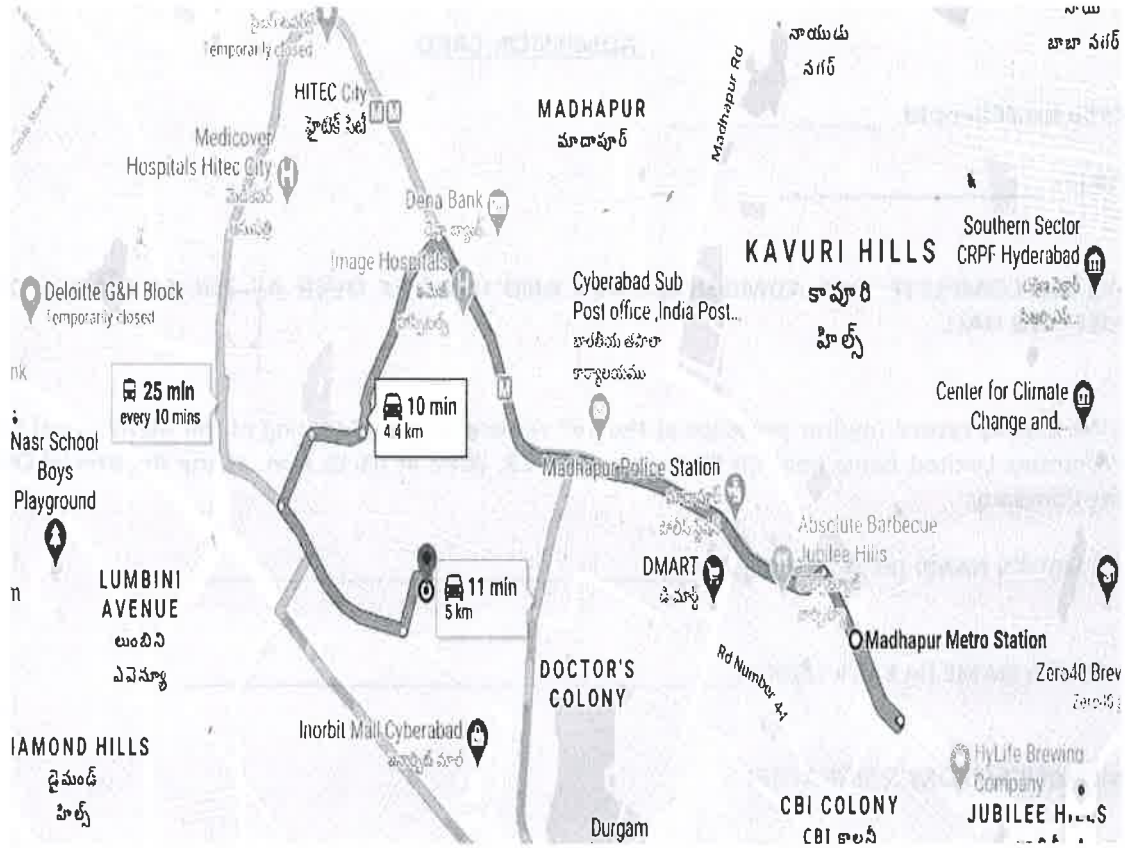 Temporarily closed
HITEC City
హైటెక్ సిటీ
MADHAPUR
మాదాపూర్
Madhapur Rd
నాయుడు
నగర్
బాబా నగర్
Medicover
Hospitals Hitec City
Dena Bank
దేనా బ్యాంక్
Image Hospitals
Deloitte G&H Block
Temporarily closed
Cyberabad Sub
Post office ,India Post...
భారతీయ తపాలా
కార్యాలయము
KAVURI HILLS
కావూరి
హిల్స్
Southern Sector
CRPF Hyderabad
25 min
every 10 mins
10 min
4.4 km
Center for Climate
Change and..
Nasr School
Boys
Playground
Madhapur Police Station
Absolute Barbecue
Jubilee Hills
DMART
డి మార్ట్
11 min
5 km
LUMBINI
AVENUE
లుంబిని
ఎవెన్యూ
Madhapur Metro Station
Rd Number 41
DOCTOR'S
COLONY
Zero40 Brew
Inorbit Mall Cyberabad
ఇన్నార్బిట్ మాల్
IAMOND HILLS
డైమండ్
హిల్స్
HyLife Brewing
Company
CBI COLONY
CBI కాలనీ
JUBILEE HILLS
Durgam